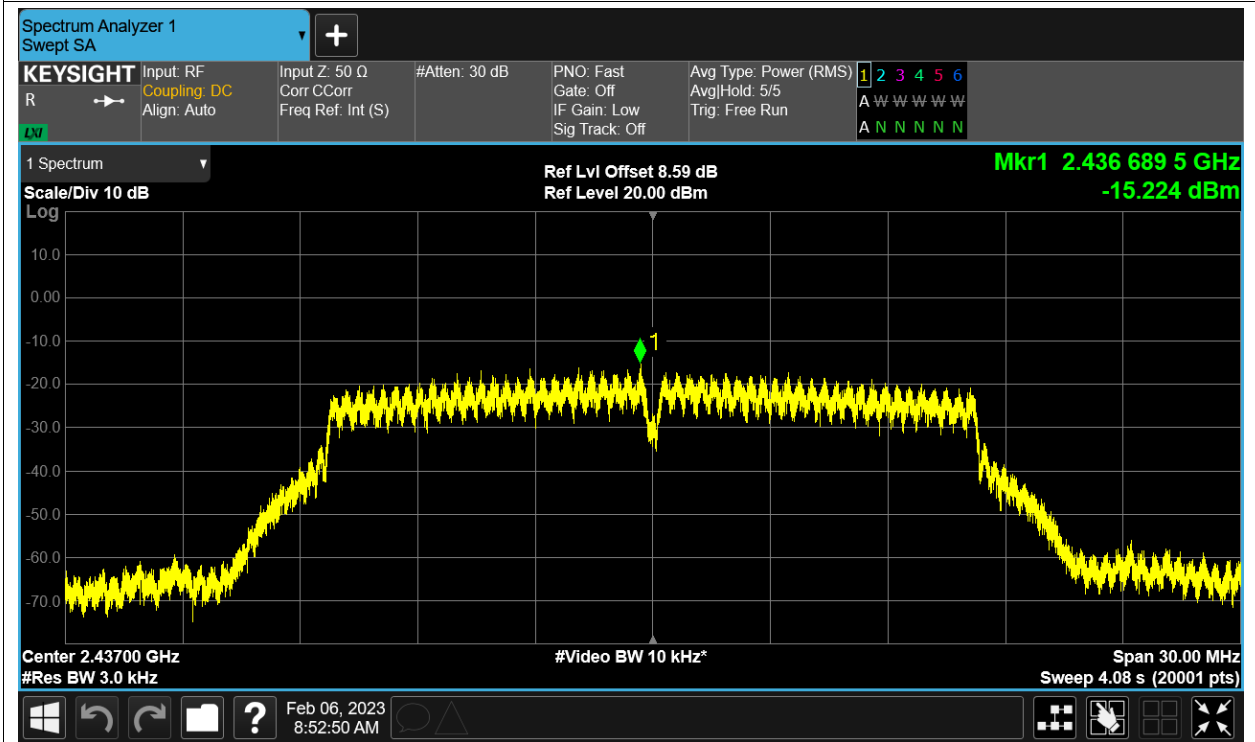 Spectrum Analyzer 1
Swept SA
+
KEYSIGHT
R
LXI
Input: RF
Coupling: DC
Align: Auto
Input Z: 50 Ω
Corr CCorr
Freq Ref: Int (S)
#Atten: 30 dB
PNO: Fast
Gate: Off
IF Gain: Low
Sig Track: Off
Avg Type: Power (RMS)
Avg|Hold: 5/5
Trig: Free Run
1 2 3 4 5 6
A W W W W W
A N N N N N
1 Spectrum
Scale/Div 10 dB
Log
Ref Lvl Offset 8.59 dB
Ref Level 20.00 dBm
Mkr1 2.436 689 5 GHz
-15.224 dBm
10.0
0.00
-10.0
-20.0
-30.0
-40.0
-50.0
-60.0
-70.0
1
Center 2.43700 GHz
#Res BW 3.0 kHz
#Video BW 10 kHz*
Span 30.00 MHz
Sweep 4.08 s (20001 pts)
?
Feb 06, 2023
8:52:50 AM